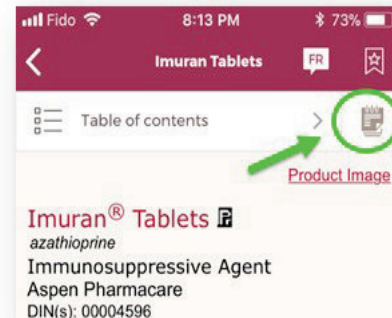 Fido 8:13 PM 73%
Imuran Tablets FR
Table of contents
Product Image
Imuran® Tablets Pr
azathioprine
Immunosuppressive Agent
Aspen Pharmacare
DIN(s): 00004596